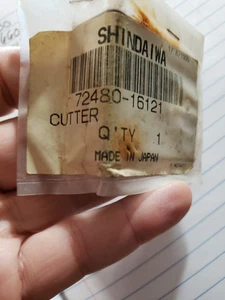 SHINDAIWA
72480-16121
CUTTER
Q'TY 1
MADE IN JAPAN